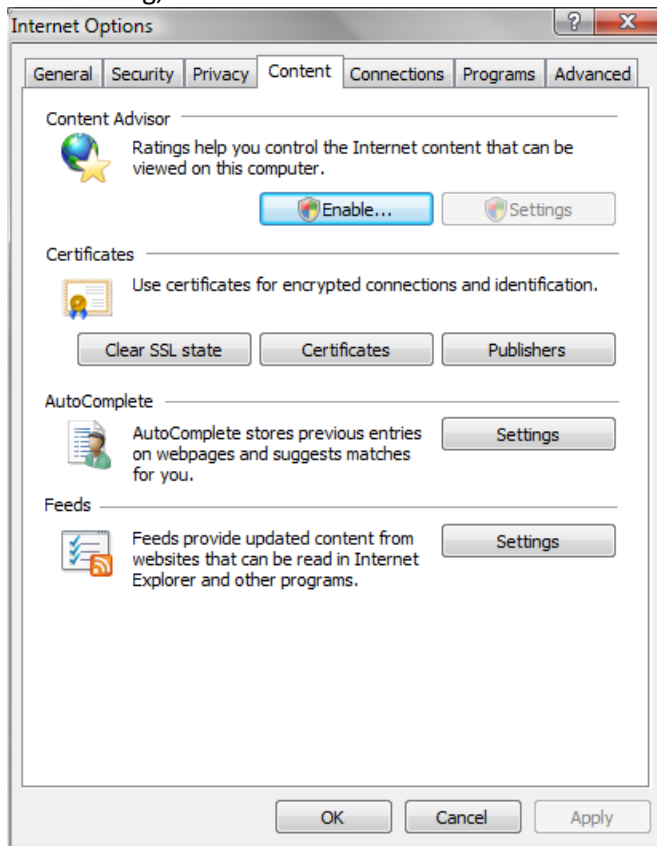 Internet Options
?
X
General Security Privacy Content Connections Programs Advanced
Content Advisor
Ratings help you control the Internet content that can be
viewed on this computer.
Enable... Settings
Certificates
Use certificates for encrypted connections and identification.
Clear SSL state Certificates Publishers
AutoComplete
AutoComplete stores previous entries
on webpages and suggests matches
for you.
Settings
Feeds
Feeds provide updated content from
websites that can be read in Internet
Explorer and other programs.
Settings
OK Cancel Apply